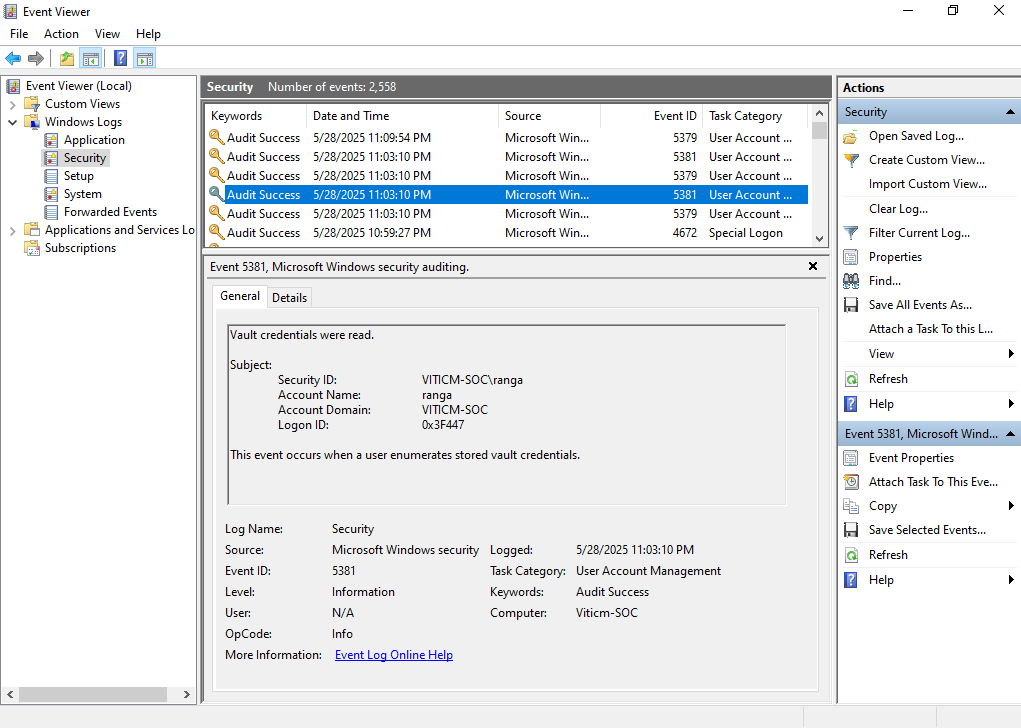 Event Viewer
File Action View Help
Event Viewer (Local)
Custom Views
Windows Logs
Application
Security
Setup
System
Forwarded Events
Applications and Services Lo
Subscriptions
Security Number of events: 2,558
Keywords Date and Time Source Event ID Task Category
Audit Success 5/28/2025 11:09:54 PM Microsoft Win... 5379 User Account ...
Audit Success 5/28/2025 11:03:10 PM Microsoft Win... 5381 User Account ...
Audit Success 5/28/2025 11:03:10 PM Microsoft Win... 5379 User Account ...
Audit Success 5/28/2025 11:03:10 PM Microsoft Win... 5381 User Account ...
Audit Success 5/28/2025 11:03:10 PM Microsoft Win... 5379 User Account ...
Audit Success 5/28/2025 10:59:27 PM Microsoft Win... 4672 Special Logon
Event 5381, Microsoft Windows security auditing.
General Details
Vault credentials were read.
Subject:
Security ID: VITICM-SOC\ranga
Account Name: ranga
Account Domain: VITICM-SOC
Logon ID: 0x3F447
This event occurs when a user enumerates stored vault credentials.
Log Name: Security
Source: Microsoft Windows security Logged: 5/28/2025 11:03:10 PM
Event ID: 5381 Task Category: User Account Management
Level: Information Keywords: Audit Success
User: N/A Computer: Viticm-SOC
OpCode: Info
More Information: Event Log Online Help
Actions
Security
Open Saved Log...
Create Custom View...
Import Custom View...
Clear Log...
Filter Current Log...
Properties
Find...
Save All Events As...
Attach a Task To this L...
View
Refresh
Help
Event 5381, Microsoft Wind...
Event Properties
Attach Task To This Eve...
Copy
Save Selected Events...
Refresh
Help